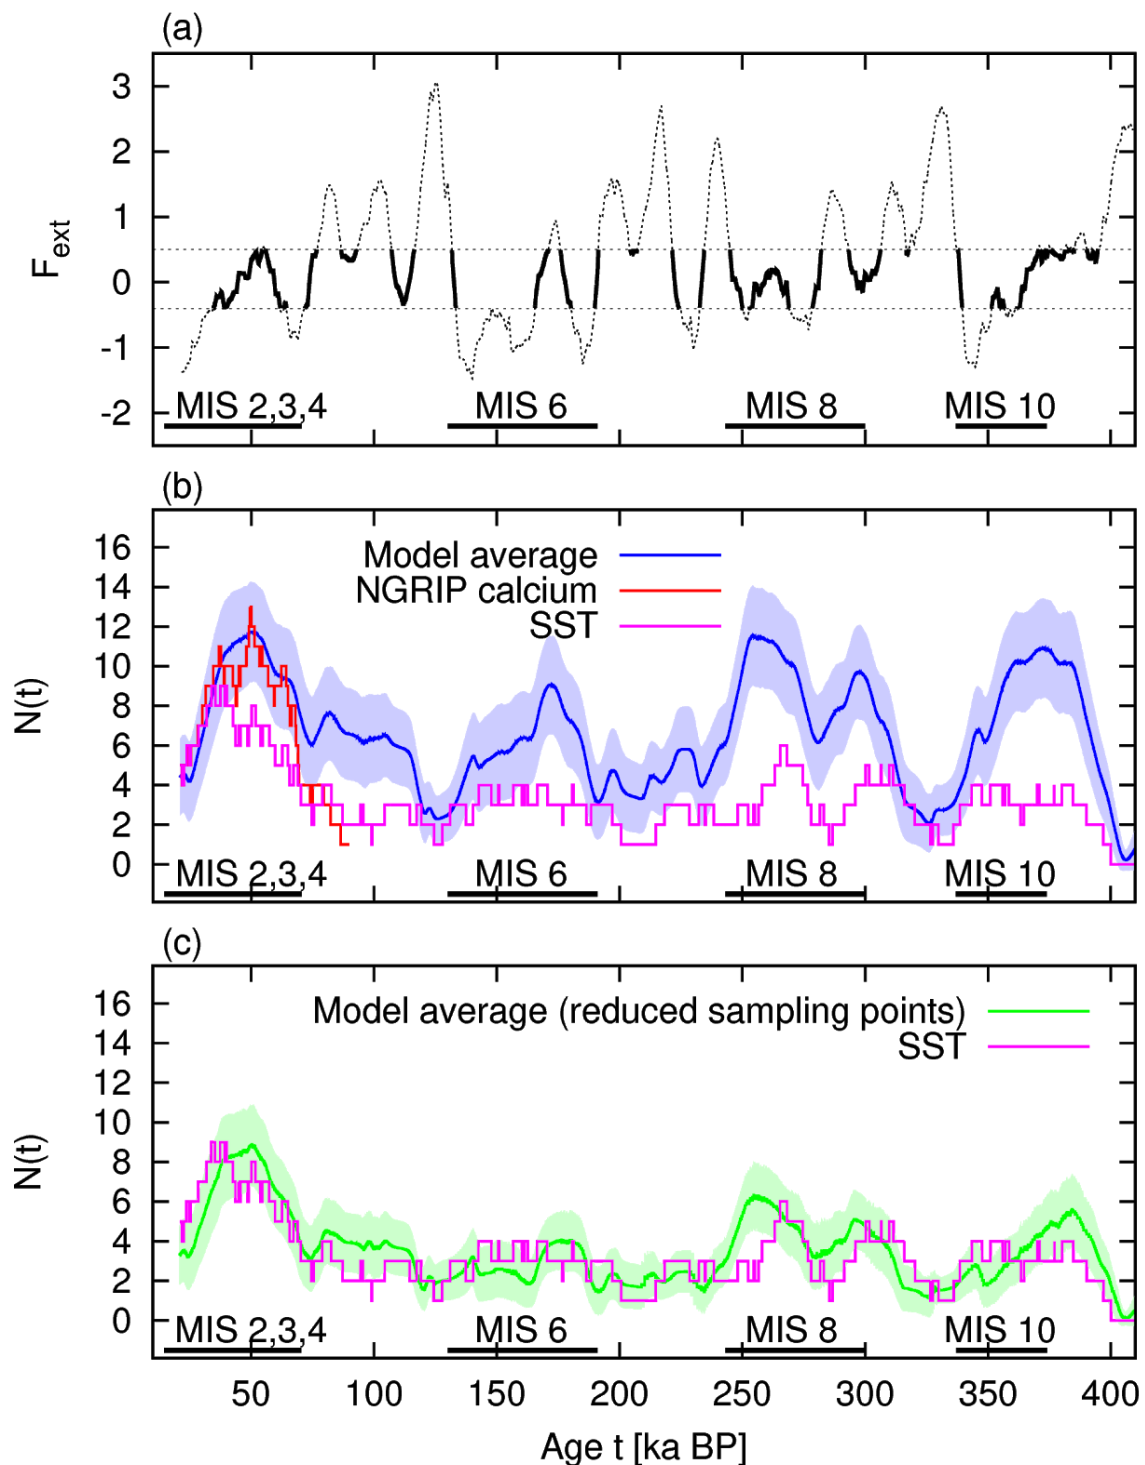 (a)
3
2
1
0
-1
-2
F_ext
MIS 2,3,4 MIS 6 MIS 8 MIS 10
(b)
16
14
12
10
8
6
4
2
0
N(t)
Model average
NGRIP calcium
SST
MIS 2,3,4 MIS 6 MIS 8 MIS 10
(c)
16
14
12
10
8
6
4
2
0
N(t)
Model average (reduced sampling points)
SST
MIS 2,3,4 MIS 6 MIS 8 MIS 10
50 100 150 200 250 300 350 400
Age t [ka BP]